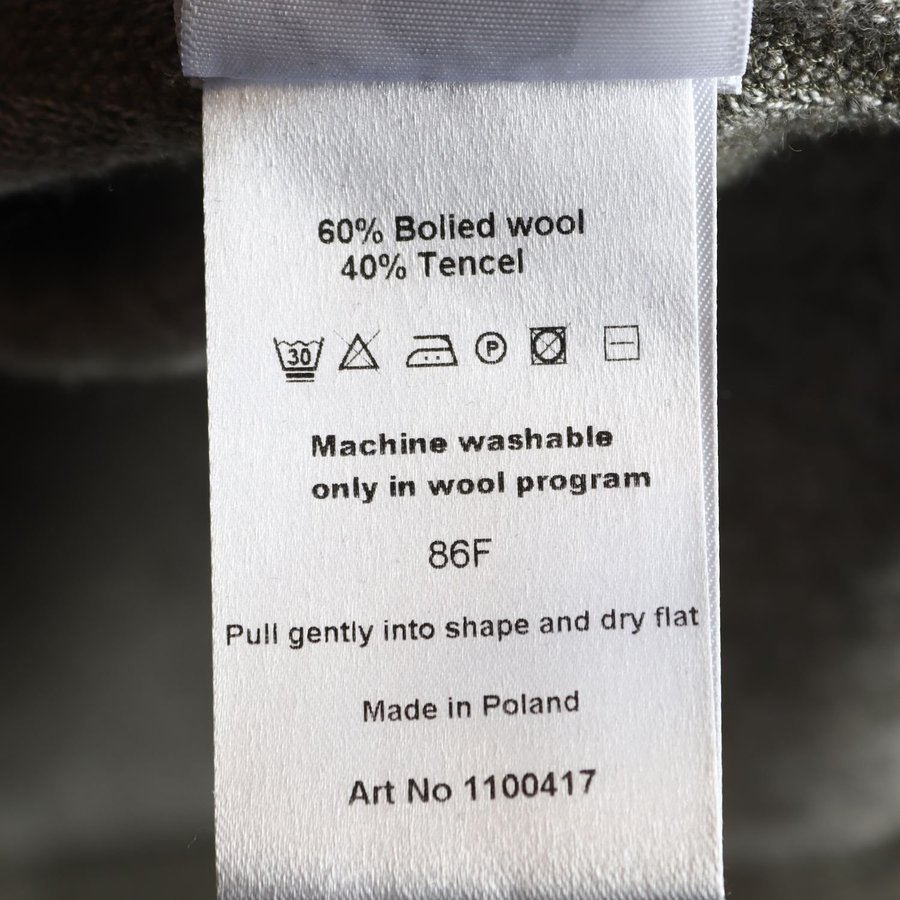 60% Bolied wool
40% Tencel
30 P
Machine washable
only in wool program
86F
Pull gently into shape and dry flat
Made in Poland
Art No 1100417